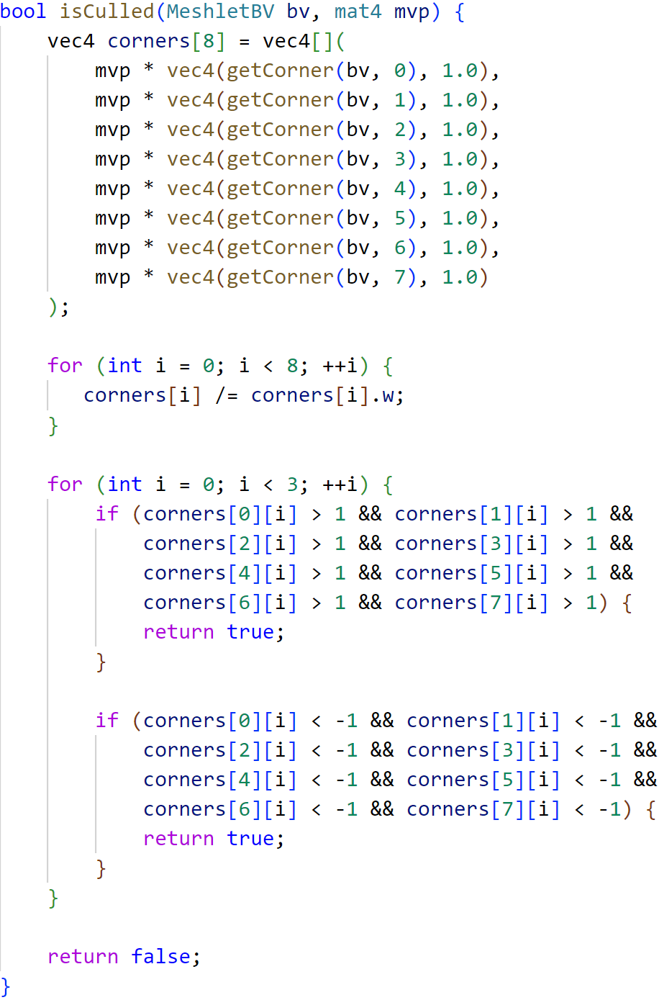 bool isCulled(MeshletBV bv, mat4 mvp) {
    vec4 corners[8] = vec4[](
        mvp * vec4(getCorner(bv, 0), 1.0),
        mvp * vec4(getCorner(bv, 1), 1.0),
        mvp * vec4(getCorner(bv, 2), 1.0),
        mvp * vec4(getCorner(bv, 3), 1.0),
        mvp * vec4(getCorner(bv, 4), 1.0),
        mvp * vec4(getCorner(bv, 5), 1.0),
        mvp * vec4(getCorner(bv, 6), 1.0),
        mvp * vec4(getCorner(bv, 7), 1.0)
    );

    for (int i = 0; i < 8; ++i) {
       corners[i] /= corners[i].w;
    }

    for (int i = 0; i < 3; ++i) {
        if (corners[0][i] > 1 && corners[1][i] > 1 &&
            corners[2][i] > 1 && corners[3][i] > 1 &&
            corners[4][i] > 1 && corners[5][i] > 1 &&
            corners[6][i] > 1 && corners[7][i] > 1) {
            return true;
        }

        if (corners[0][i] < -1 && corners[1][i] < -1 &&
            corners[2][i] < -1 && corners[3][i] < -1 &&
            corners[4][i] < -1 && corners[5][i] < -1 &&
            corners[6][i] < -1 && corners[7][i] < -1) {
            return true;
        }
    }

    return false;
}